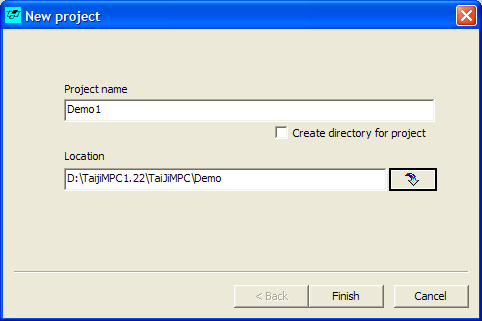 New project
Project name
Demo1
Create directory for project
Location
D:\TaijiMPC1.22\TaiJiMPC\Demo
< Back Finish Cancel